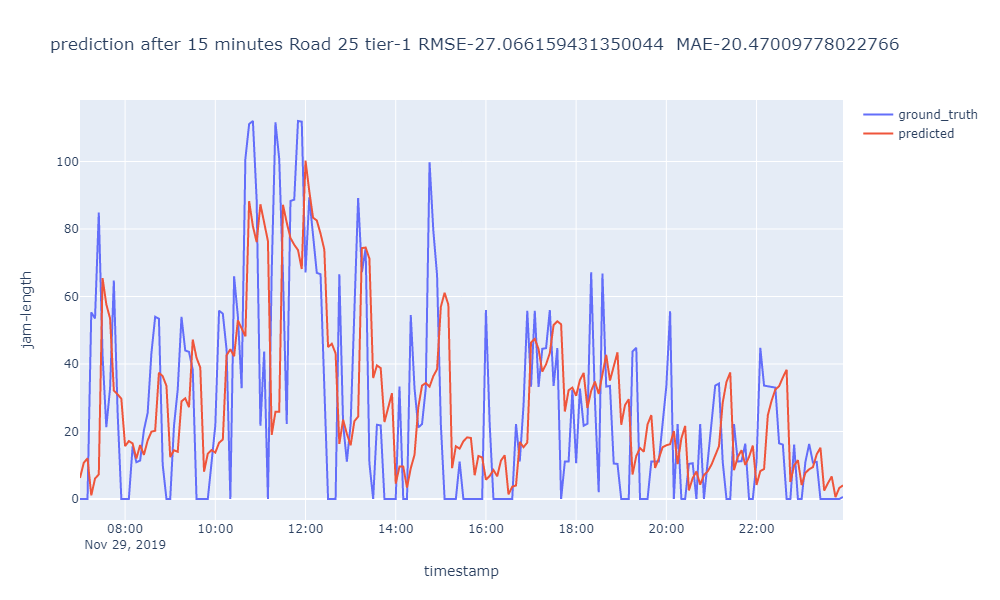 prediction after 15 minutes Road 25 tier-1 RMSE-27.066159431350044  MAE-20.47009778022766
ground_truth
predicted
jam-length
100
80
60
40
20
0
08:00 10:00 12:00 14:00 16:00 18:00 20:00 22:00
Nov 29, 2019
timestamp